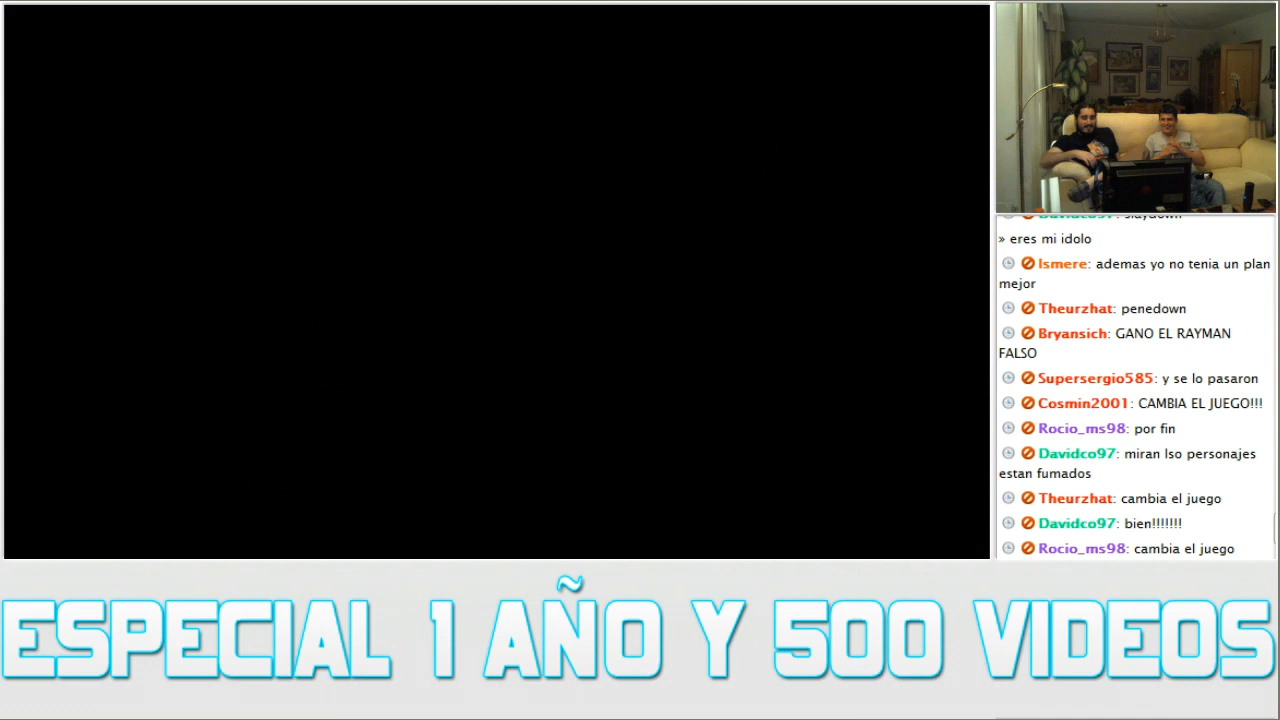 » eres mi idolo
Ismere: ademas yo no tenia un plan
mejor
Theurzhat: penedown
Bryansich: GANO EL RAYMAN
FALSO
Supersergio585: y se lo pasaron
Cosmin2001: CAMBIA EL JUEGO!!!
Rocio_ms98: por fin
Davidco97: miran lso personajes
estan fumados
Theurzhat: cambia el juego
Davidco97: bien!!!!!!!
Rocio_ms98: cambia el juego
ESPECIAL 1 AÑO Y 500 VIDEOS